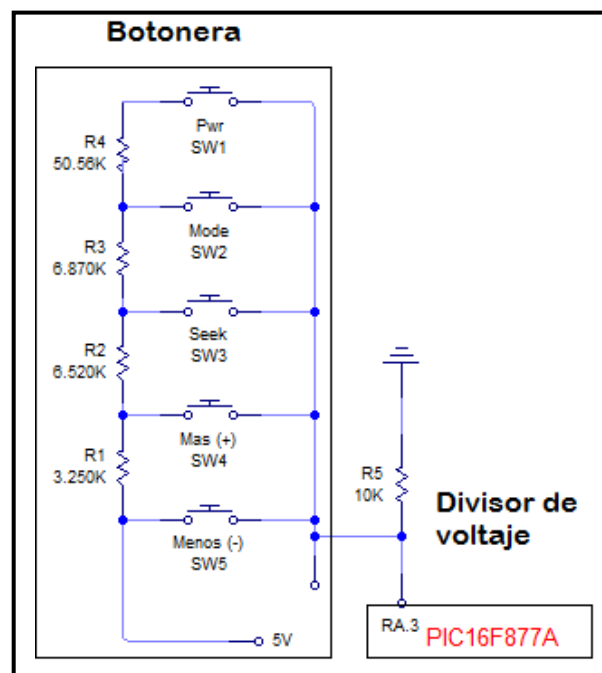 Botonera
Pwr
SW1
R4
50.56K
Mode
SW2
R3
6.870K
Seek
SW3
R2
6.520K
Mas (+)
SW4
R1
3.250K
Menos (-)
SW5
5V
R5
10K
Divisor de
voltaje
RA.3
PIC16F877A